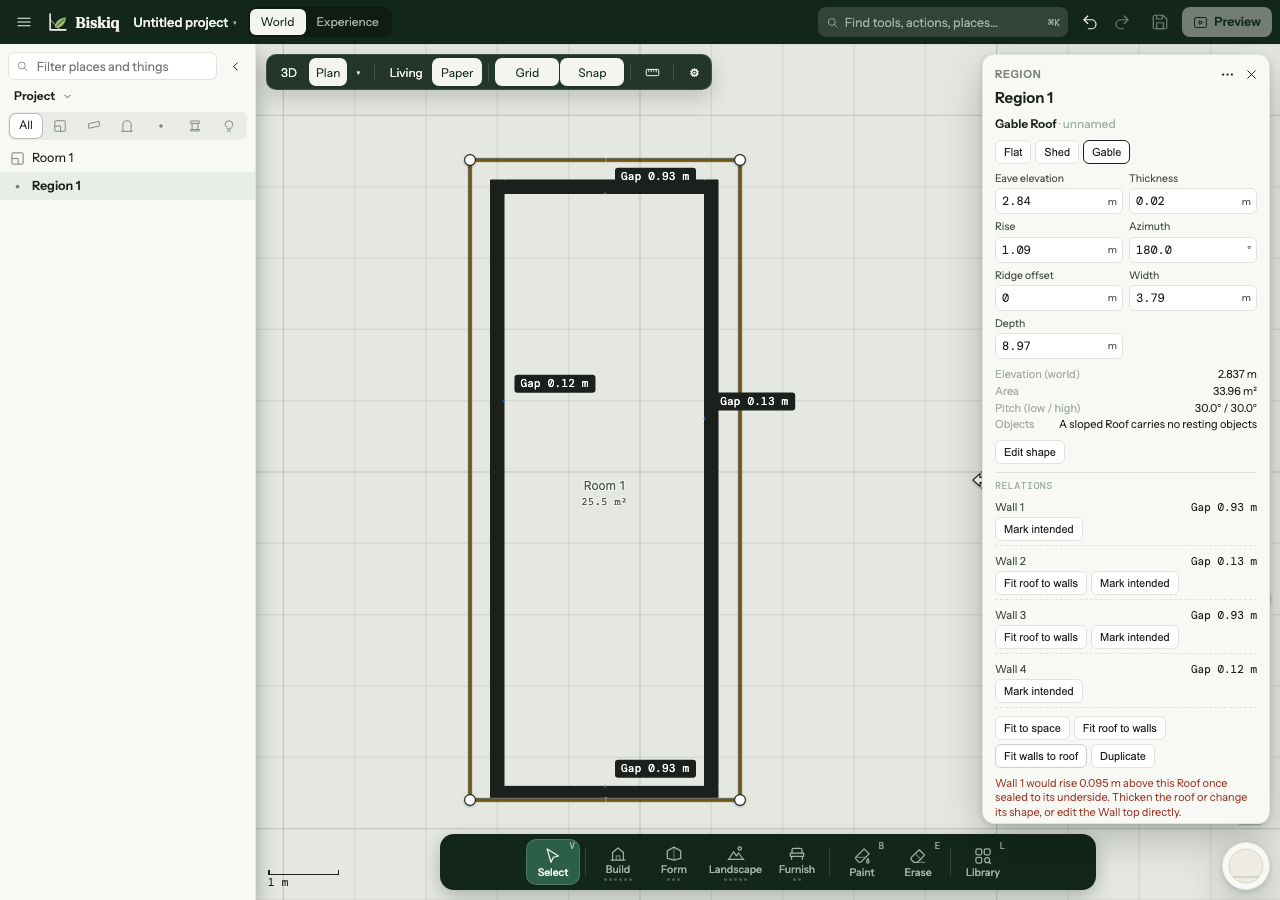 Biskiq
Untitled project
World
Experience
Find tools, actions, places...
⌘K
Preview
Filter places and things
Project
All
Room 1
Region 1
3D
Plan
Living
Paper
Grid
Snap
Gap 0.93 m
Gap 0.12 m
Gap 0.13 m
Room 1
25.5 m²
Gap 0.93 m
1 m
REGION
Region 1
Gable Roof · unnamed
Flat
Shed
Gable
Eave elevation
Thickness
2.84 m
0.02 m
Rise
Azimuth
1.09 m
180.0 °
Ridge offset
Width
0 m
3.79 m
Depth
8.97 m
Elevation (world) 2.837 m
Area 33.96 m²
Pitch (low / high) 30.0° / 30.0°
Objects A sloped Roof carries no resting objects
Edit shape
RELATIONS
Wall 1 Gap 0.93 m
Mark intended
Wall 2 Gap 0.13 m
Fit roof to walls
Mark intended
Wall 3 Gap 0.93 m
Fit roof to walls
Mark intended
Wall 4 Gap 0.12 m
Mark intended
Fit to space
Fit roof to walls
Fit walls to roof
Duplicate
Wall 1 would rise 0.095 m above this Roof once
sealed to its underside. Thicken the roof or change
its shape, or edit the Wall top directly.
Select V
Build
Form
Landscape
Furnish
Paint B
Erase E
Library L